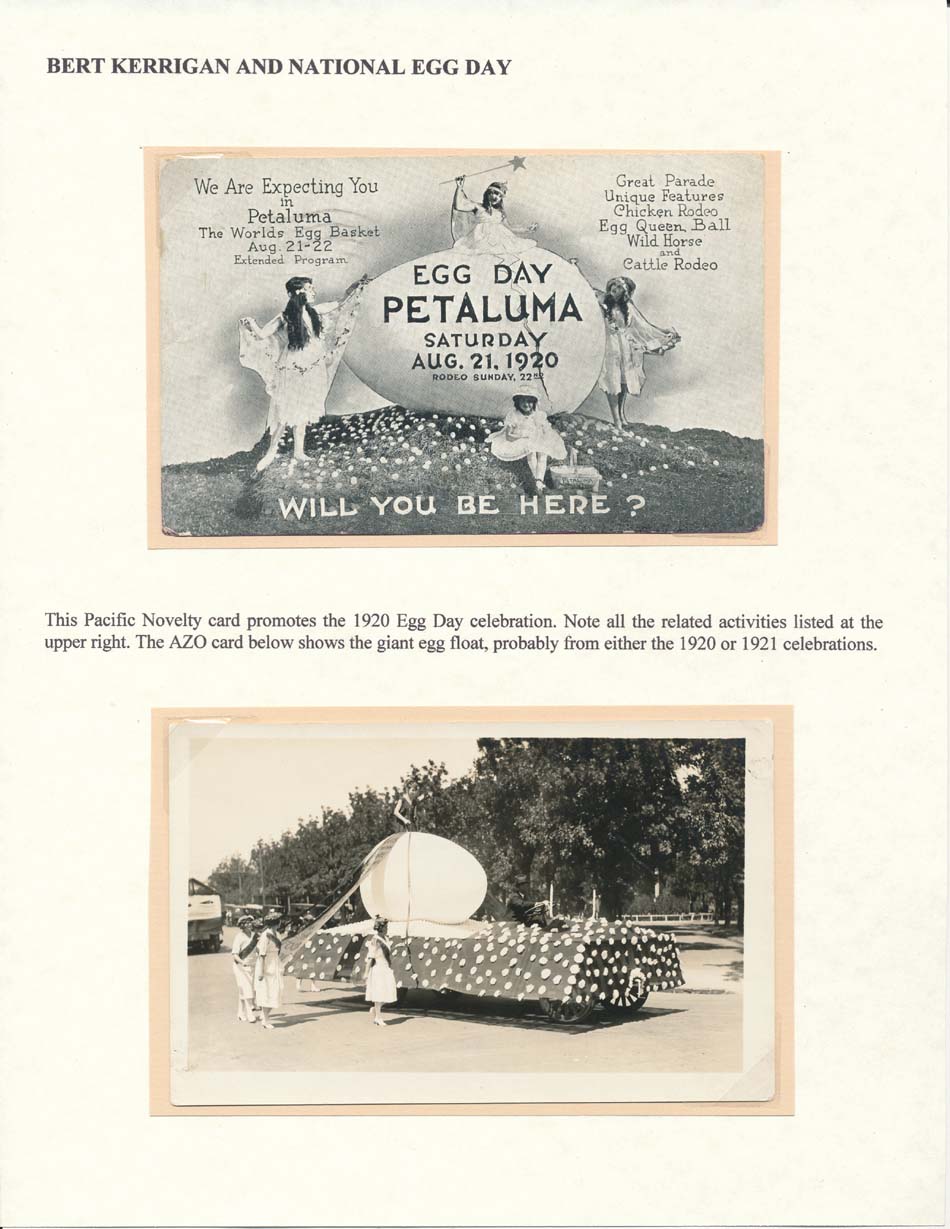 BERT KERRIGAN AND NATIONAL EGG DAY
We Are Expecting You
in
Petaluma
The Worlds Egg Basket
Aug. 21-22
Extended Program
Great Parade
Unique Features
Chicken Rodeo
Egg Queen Ball
Wild Horse
and
Cattle Rodeo
EGG DAY
PETALUMA
SATURDAY
AUG. 21, 1920
RODEO SUNDAY, 22ND
PETALUMA
WILL YOU BE HERE ?
This Pacific Novelty card promotes the 1920 Egg Day celebration. Note all the related activities listed at the
upper right. The AZO card below shows the giant egg float, probably from either the 1920 or 1921 celebrations.